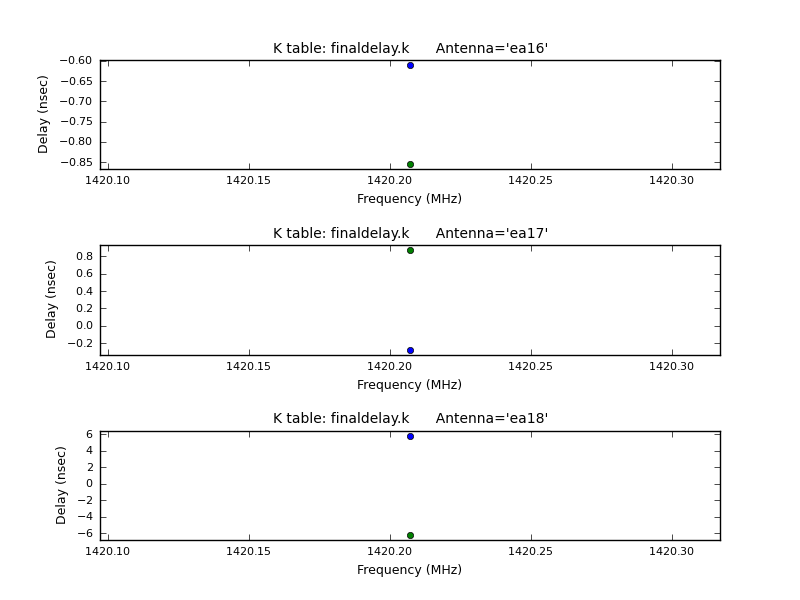 K table: finaldelay.k Antenna='ea16'
−0.60
−0.65
−0.70
−0.75
−0.80
−0.85
Delay (nsec)
1420.10 1420.15 1420.20 1420.25 1420.30
Frequency (MHz)
K table: finaldelay.k Antenna='ea17'
0.8
0.6
0.4
0.2
0.0
−0.2
Delay (nsec)
1420.10 1420.15 1420.20 1420.25 1420.30
Frequency (MHz)
K table: finaldelay.k Antenna='ea18'
6
4
2
0
−2
−4
−6
Delay (nsec)
1420.10 1420.15 1420.20 1420.25 1420.30
Frequency (MHz)